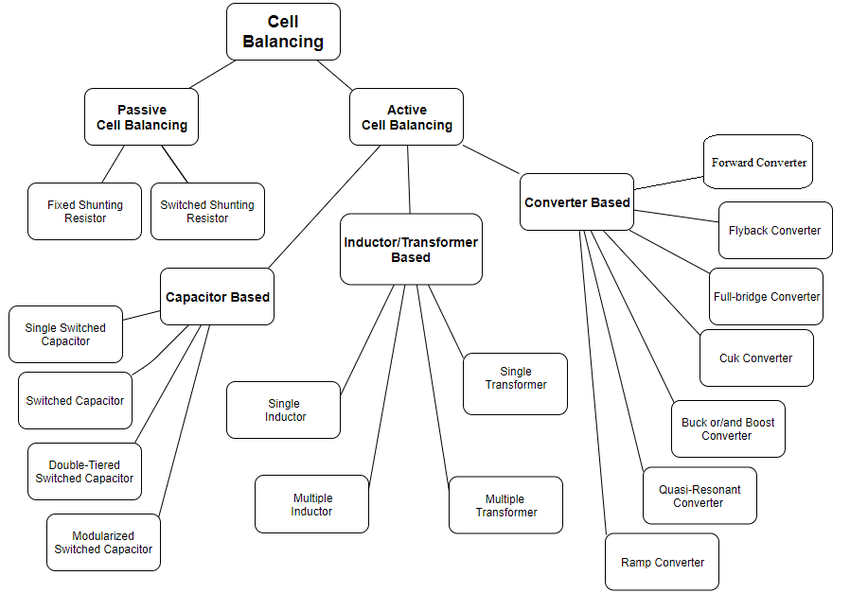 Cell
Balancing
Passive
Cell Balancing
Active
Cell Balancing
Fixed Shunting
Resistor
Switched Shunting
Resistor
Capacitor Based
Single Switched
Capacitor
Switched Capacitor
Double-Tiered
Switched Capacitor
Modularized
Switched Capacitor
Inductor/Transformer
Based
Single
Inductor
Multiple
Inductor
Single
Transformer
Multiple
Transformer
Converter Based
Forward Converter
Flyback Converter
Full-bridge Converter
Cuk Converter
Buck or/and Boost
Converter
Quasi-Resonant
Converter
Ramp Converter